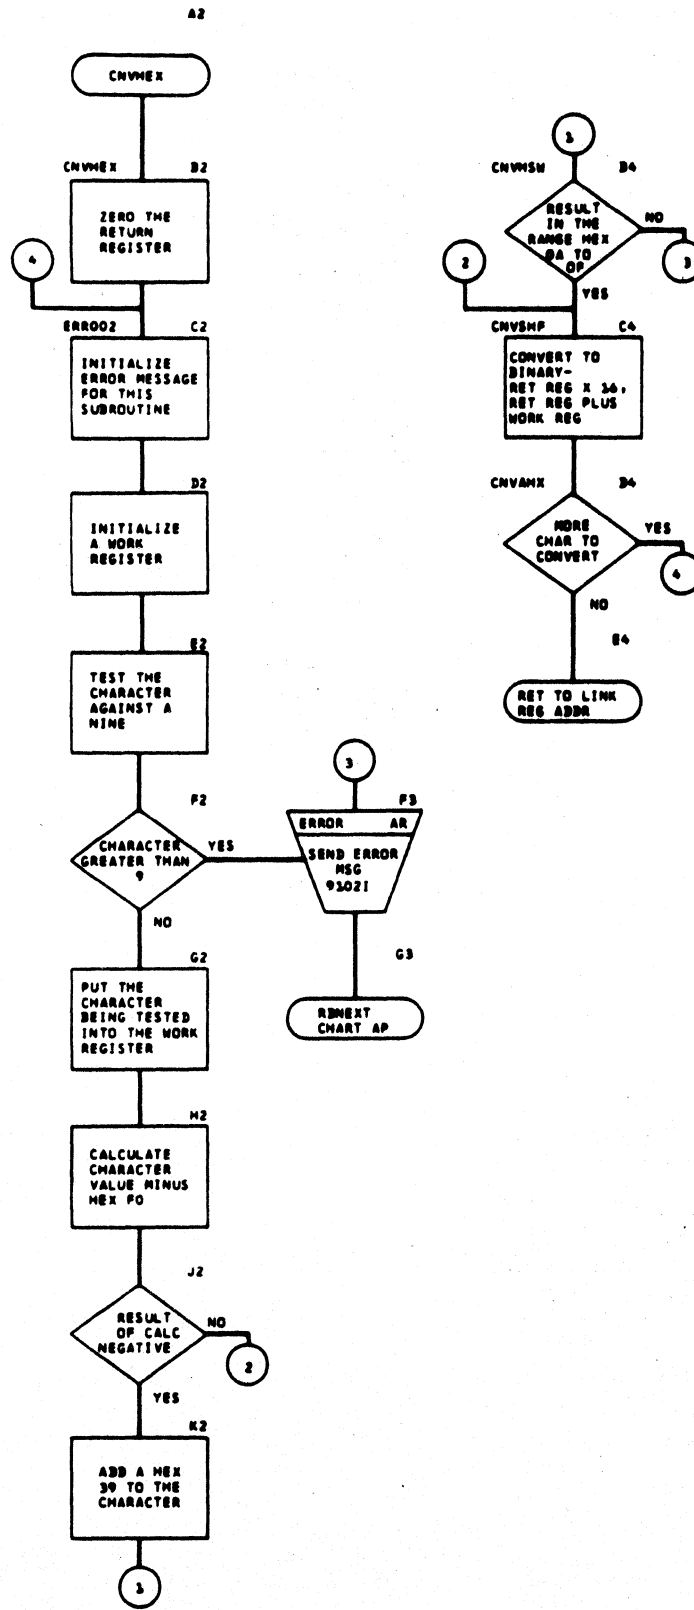 A2
CNVHEX
CNVHEX B2
ZERO THE
RETURN
REGISTER
4
ERR002 C2
INITIALIZE
ERROR MESSAGE
FOR THIS
SUBROUTINE
D2
INITIALIZE
A WORK
REGISTER
E2
TEST THE
CHARACTER
AGAINST A
NINE
F2
CHARACTER
GREATER THAN
9
YES
NO
G2
PUT THE
CHARACTER
BEING TESTED
INTO THE WORK
REGISTER
H2
CALCULATE
CHARACTER
VALUE MINUS
HEX F0
J2
RESULT
OF CALC
NEGATIVE
NO
2
YES
K2
ADD A HEX
39 TO THE
CHARACTER
1
3
F3
ERROR AR
SEND ERROR
MSG
9302I
G3
RDNEXT
CHART AP
1
CNVHSW B4
RESULT
IN THE
RANGE HEX
0A TO
0F
NO
3
2
YES
CNVSHF C4
CONVERT TO
BINARY-
RET REG X 16,
RET REG PLUS
WORK REG
CNVAHX D4
MORE
CHAR TO
CONVERT
YES
4
NO
E4
RET TO LINK
REG ADDR